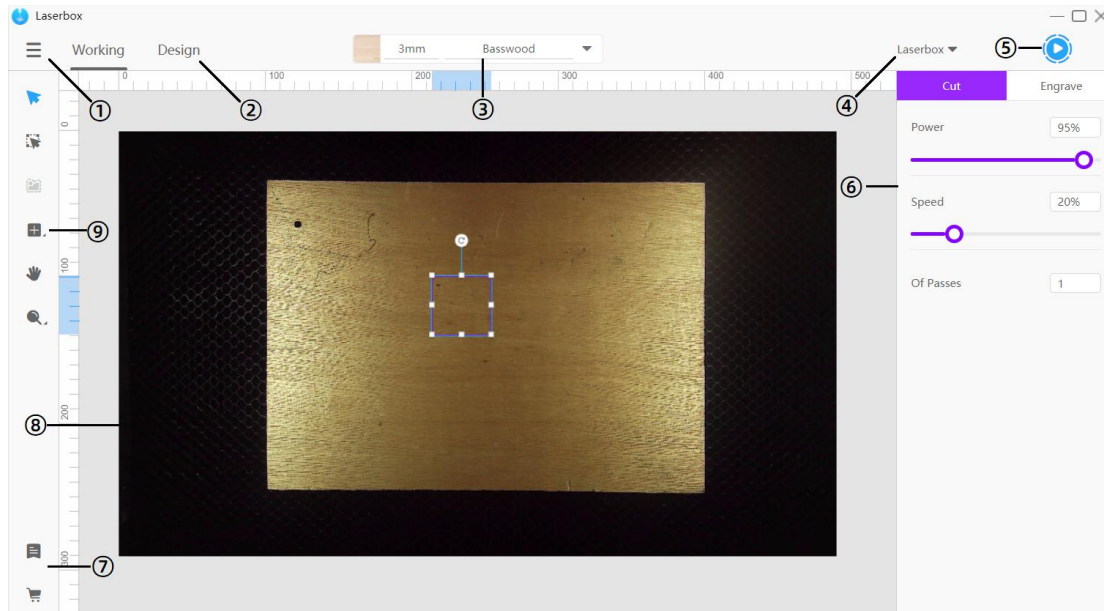 Laserbox
Working Design 3mm Basswood Laserbox ⑤
① ② ③ ④
0 100 200 300 400 500
Cut Engrave
0
Power 95%
⑥
Speed 20%
⑨
100
Of Passes 1
200
⑧
300
⑦